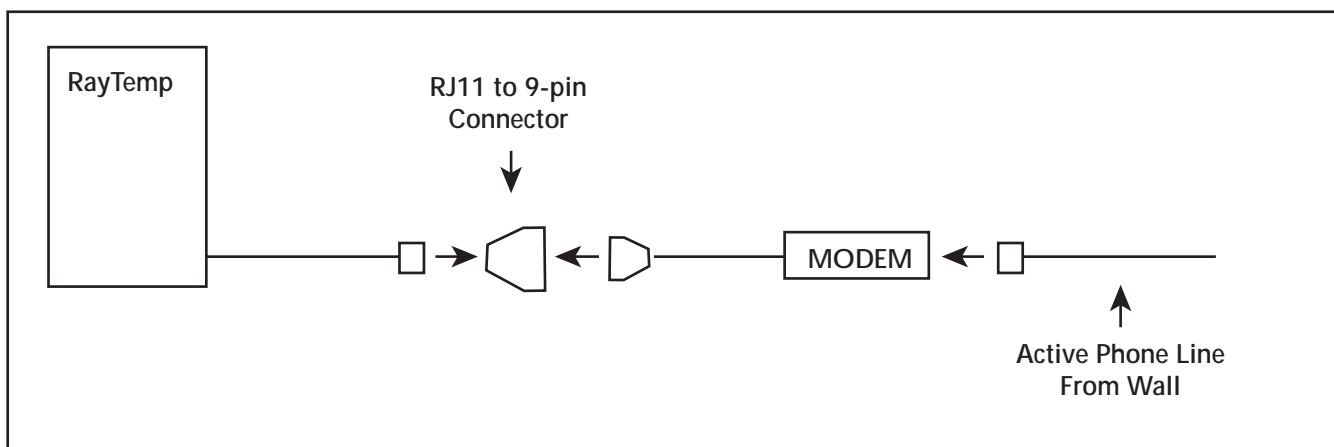 RayTemp
RJ11 to 9-pin
Connector
MODEM
Active Phone Line
From Wall